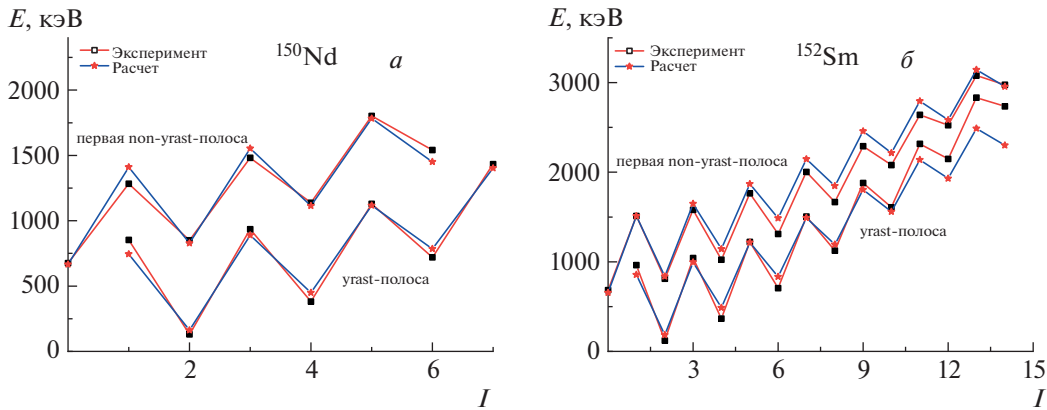 E, кэВ
150Nd а
Эксперимент
Расчет
2000
первая non-yrast-полоса
1500
1000
500
yrast-полоса
0
2 4 6
I
E, кэВ
152Sm б
Эксперимент
Расчет
3000
первая non-yrast-полоса
2000
yrast-полоса
1000
0
3 6 9 12 15
I